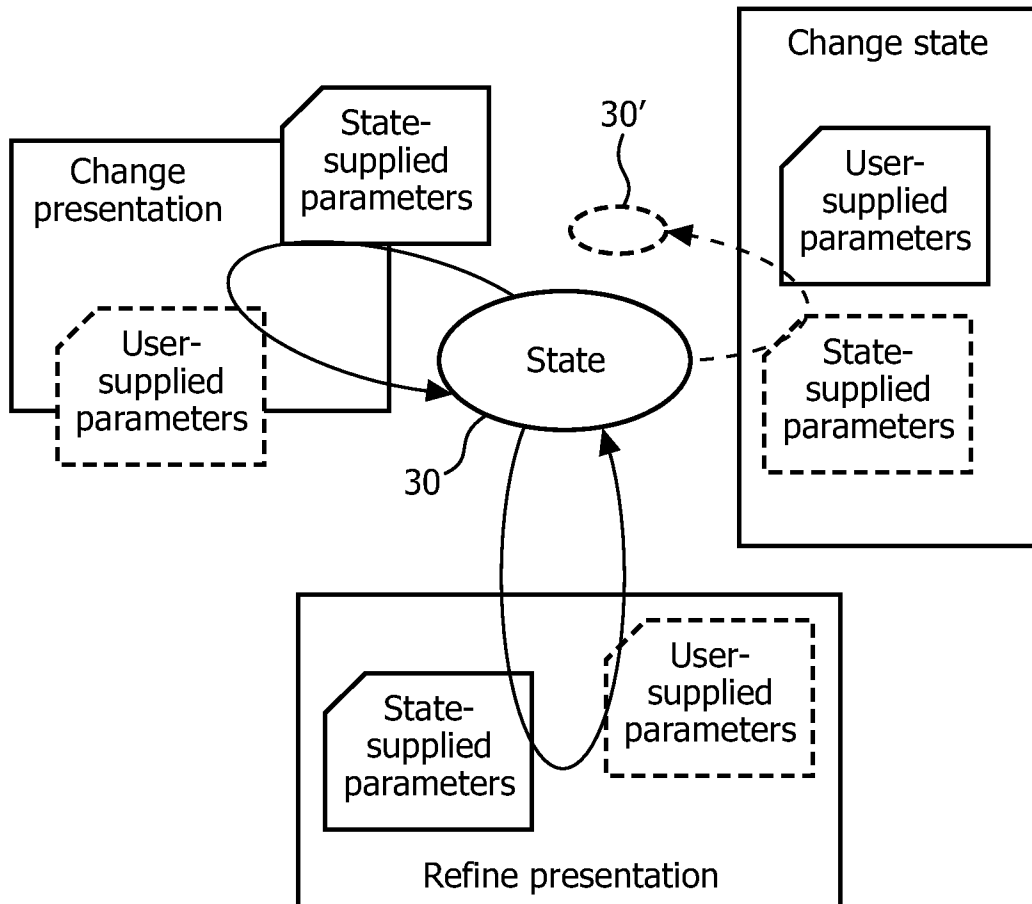 Change state
State-
supplied
parameters
30′
Change
presentation
User-
supplied
parameters
User-
supplied
parameters
State
State-
supplied
parameters
30
State-
supplied
parameters
User-
supplied
parameters
Refine presentation